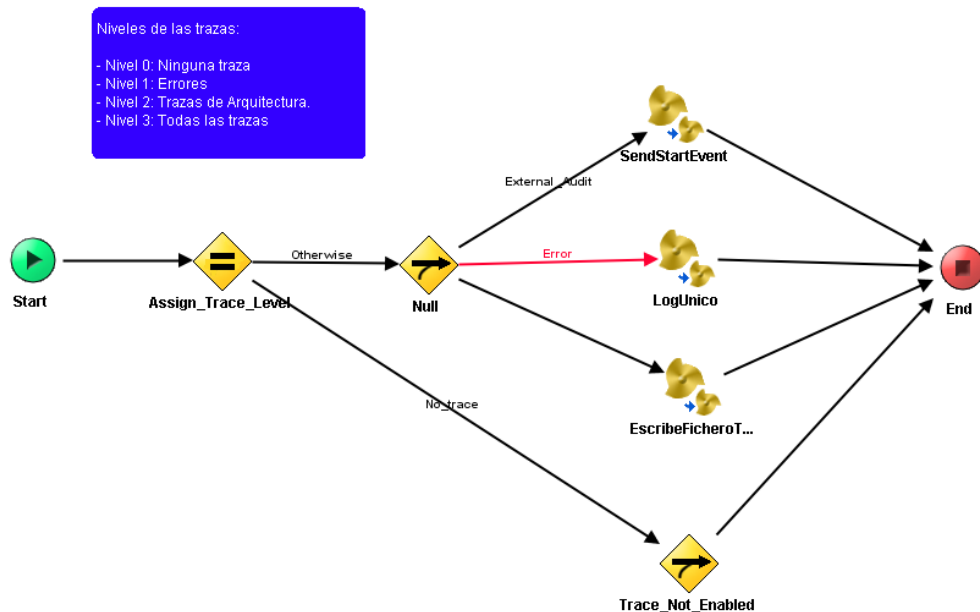 Niveles de las trazas:
- Nivel 0: Ninguna traza
- Nivel 1: Errores
- Nivel 2: Trazas de Arquitectura.
- Nivel 3: Todas las trazas
SendStartEvent
External_Audit
Otherwise
Error
Start
Assign_Trace_Level
Null
LogUnico
End
No_trace
EscribeFicheroT...
Trace_Not_Enabled